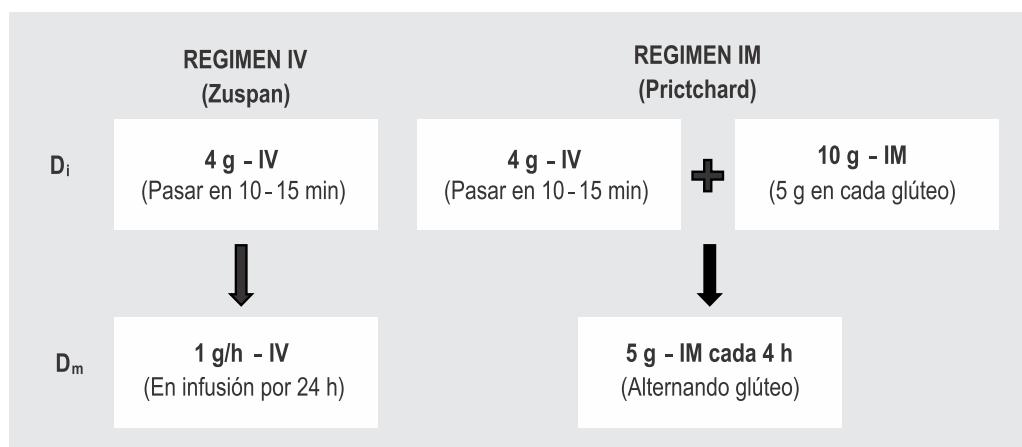 REGIMEN IV
(Zuspan)
REGIMEN IM
(Prictchard)
Di
4 g – IV
(Pasar en 10 - 15 min)
4 g – IV
(Pasar en 10 - 15 min)
10 g – IM
(5 g en cada glúteo)
Dm
1 g/h – IV
(En infusión por 24 h)
5 g – IM cada 4 h
(Alternando glúteo)